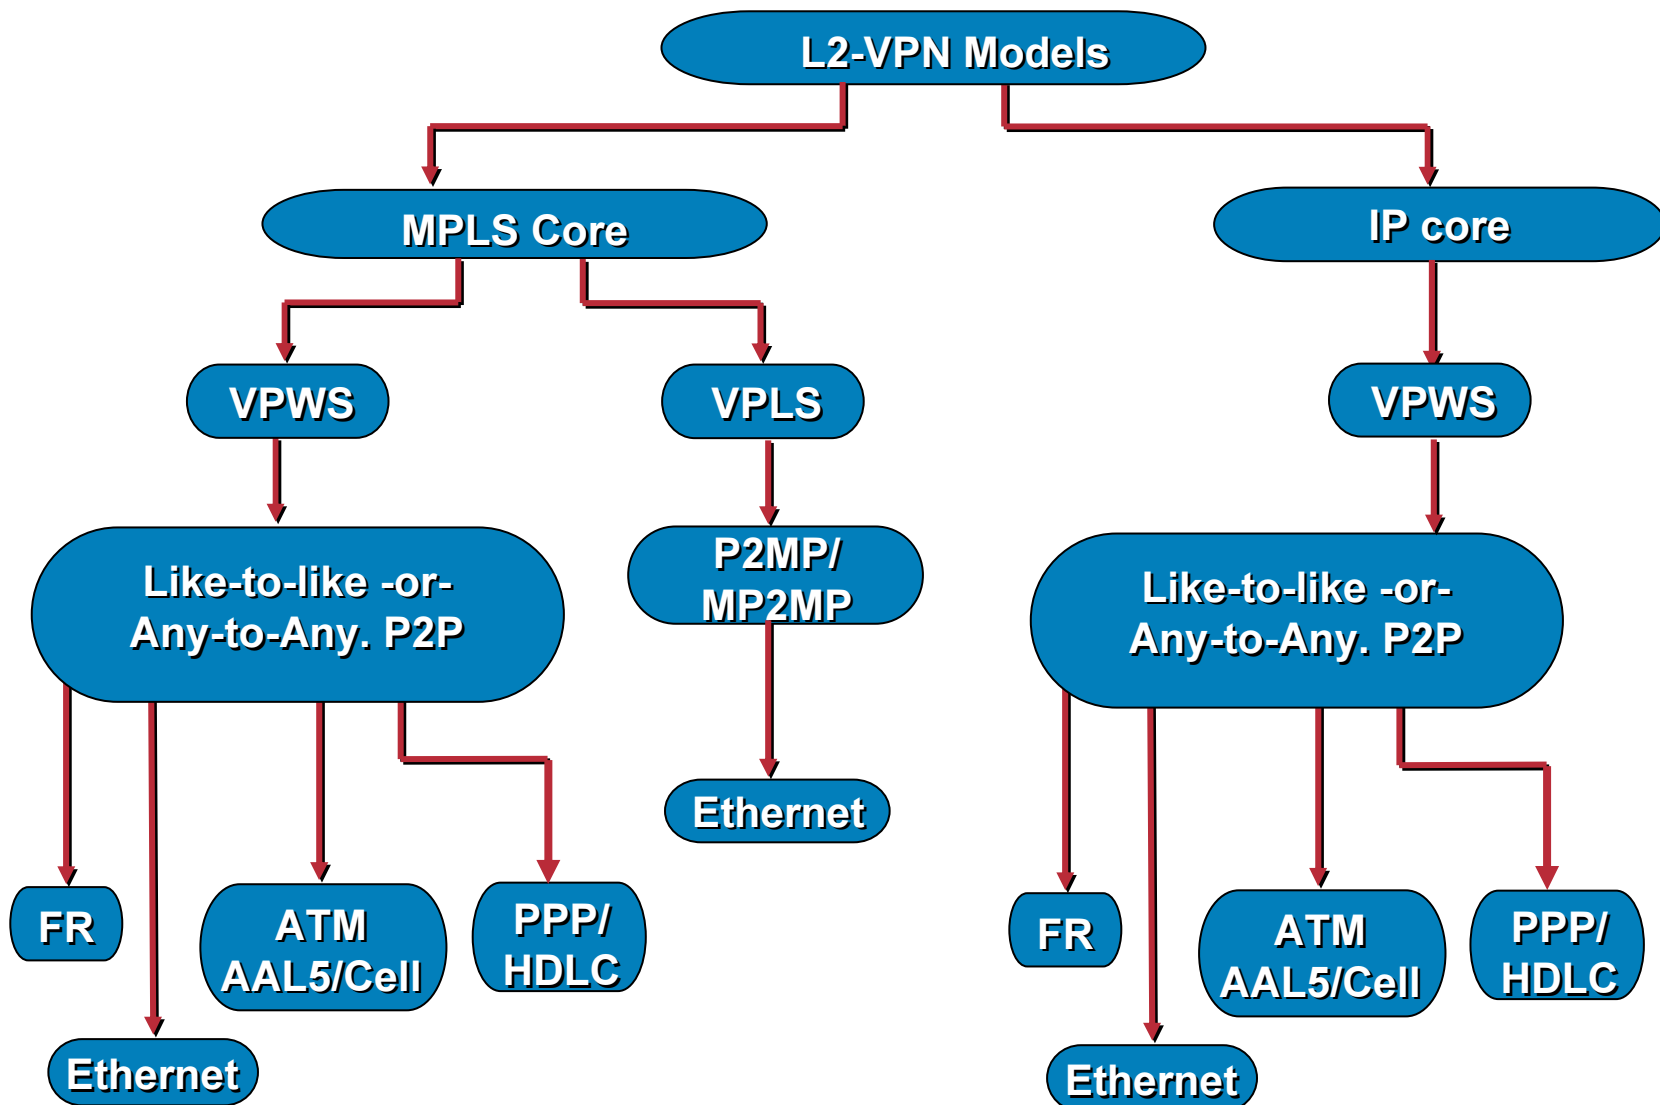 L2-VPN Models
MPLS Core
IP core
VPWS
VPLS
VPWS
Like-to-like -or-
Any-to-Any. P2P
P2MP/
MP2MP
Like-to-like -or-
Any-to-Any. P2P
Ethernet
FR
ATM
AAL5/Cell
PPP/
HDLC
FR
ATM
AAL5/Cell
PPP/
HDLC
Ethernet
Ethernet